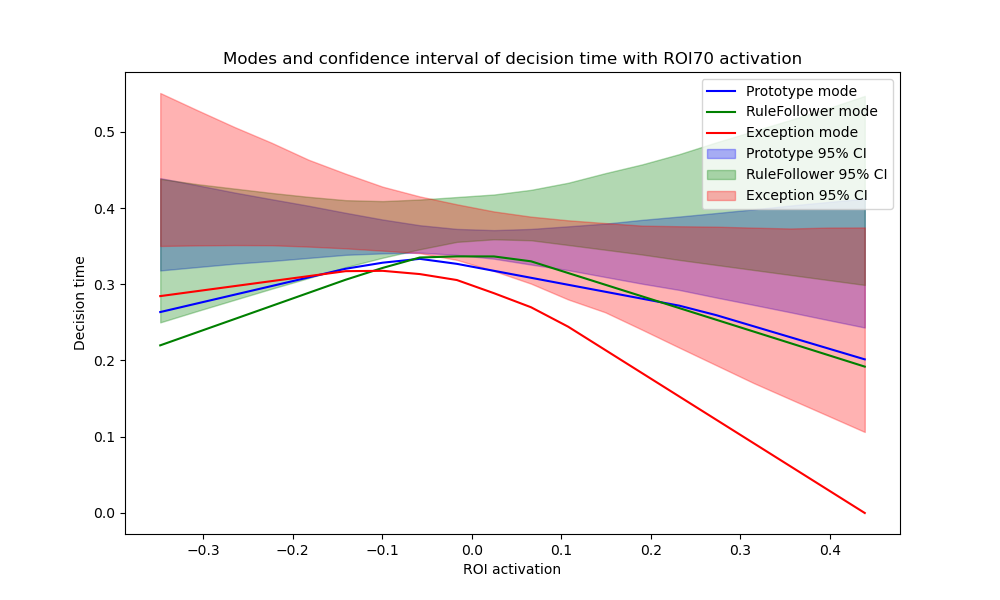 Modes and confidence interval of decision time with ROI70 activation
Prototype mode
RuleFollower mode
Exception mode
Prototype 95% CI
RuleFollower 95% CI
Exception 95% CI
Decision time
0.5
0.4
0.3
0.2
0.1
0.0
−0.3 −0.2 −0.1 0.0 0.1 0.2 0.3 0.4
ROI activation